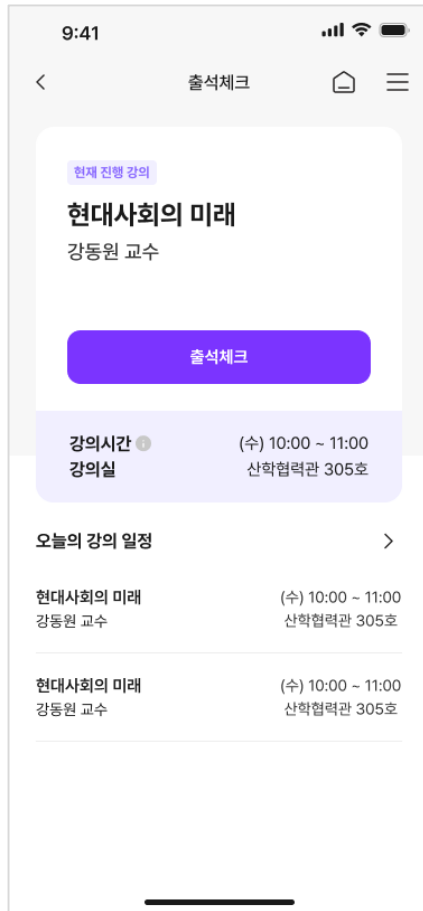 9:41
출석체크
현재 진행 강의
현대사회의 미래
강동원 교수
출석체크
강의시간 (수) 10:00 ~ 11:00
강의실 산학협력관 305호
오늘의 강의 일정
현대사회의 미래 (수) 10:00 ~ 11:00
강동원 교수 산학협력관 305호
현대사회의 미래 (수) 10:00 ~ 11:00
강동원 교수 산학협력관 305호